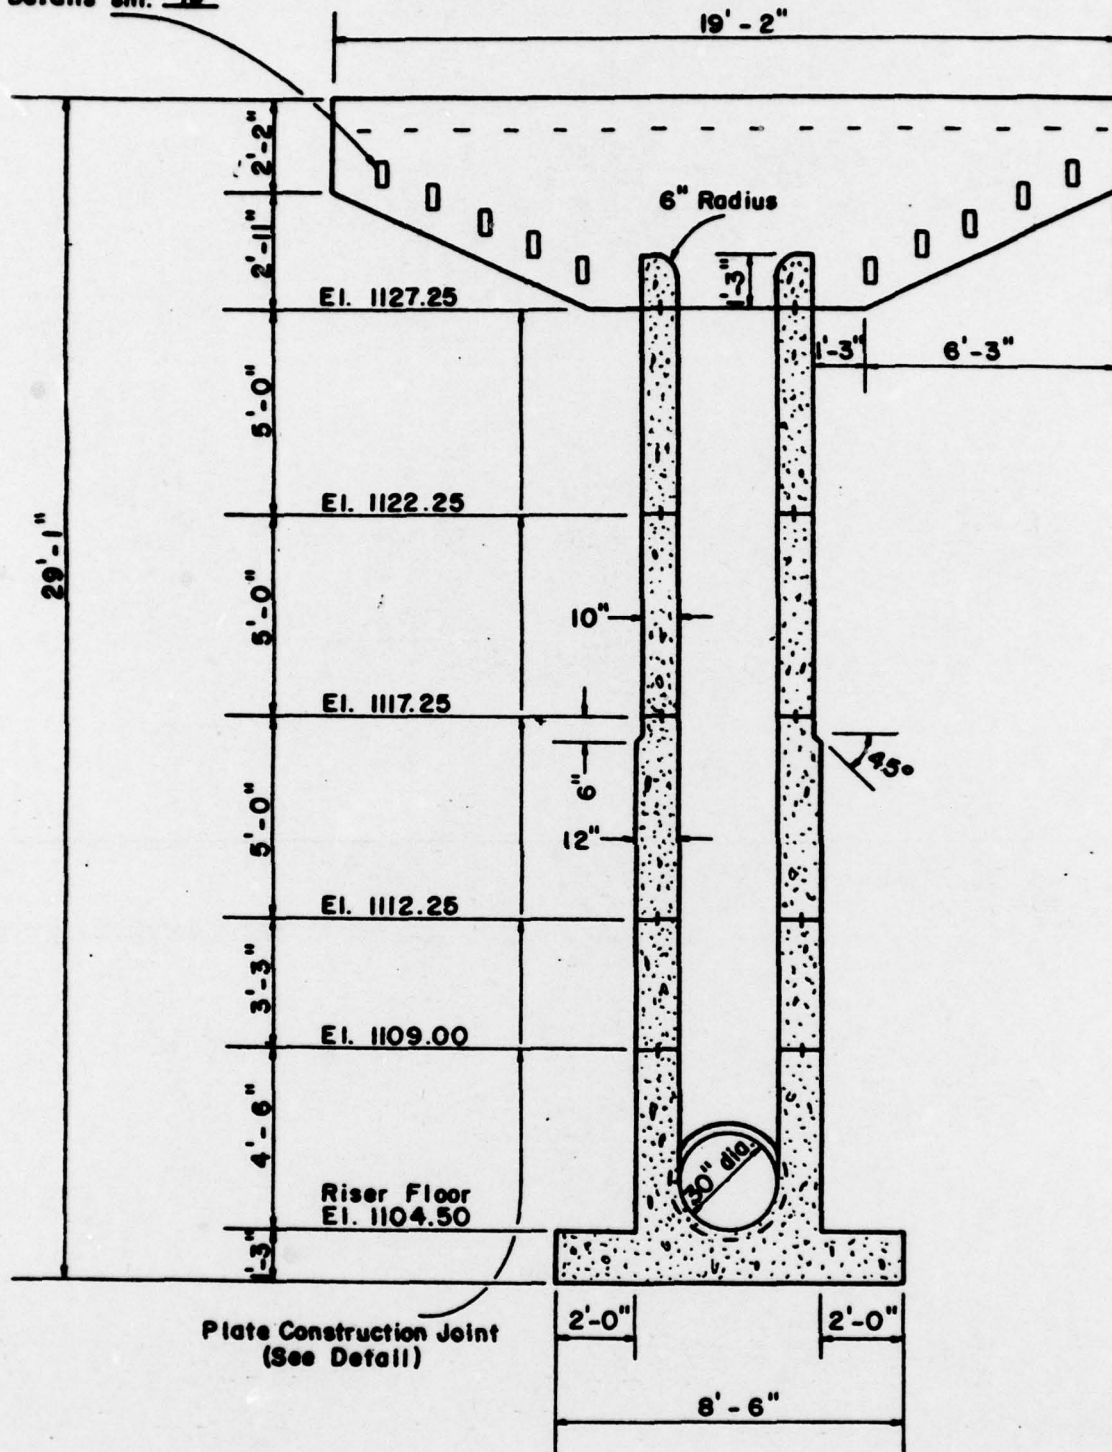 19'-2"
2'-2"
6" Radius
2'-11"
1'-3"
El. 1127.25
1'-3"
6'-3"
5'-0"
El. 1122.25
29'-1"
5'-0"
10"
El. 1117.25
45°
6"
5'-0"
12"
El. 1112.25
3'-3"
El. 1109.00
4'-6"
30" dia.
Riser Floor
El. 1104.50
1'-3"
Plate Construction Joint
(See Detail)
2'-0"
2'-0"
8'-6"